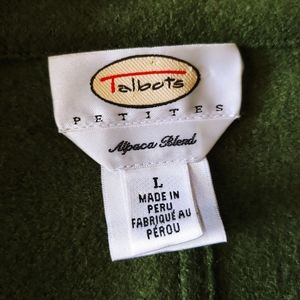 Talbots
PETITES
Alpaca Blend
L
MADE IN
PERU
FABRIQUÉ AU
PÉROU